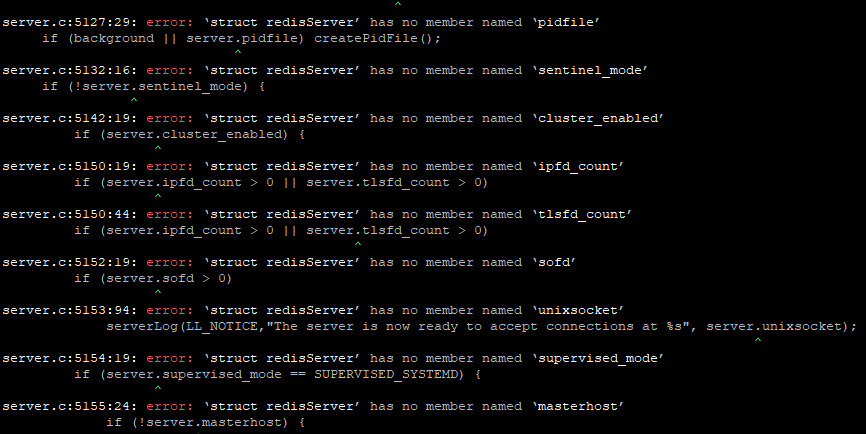 ^
server.c:5127:29: error: ‘struct redisServer’ has no member named ‘pidfile’
if (background || server.pidfile) createPidFile();
^
server.c:5132:16: error: ‘struct redisServer’ has no member named ‘sentinel_mode’
if (!server.sentinel_mode) {
^
server.c:5142:19: error: ‘struct redisServer’ has no member named ‘cluster_enabled’
if (server.cluster_enabled) {
^
server.c:5150:19: error: ‘struct redisServer’ has no member named ‘ipfd_count’
if (server.ipfd_count > 0 || server.tlsfd_count > 0)
^
server.c:5150:44: error: ‘struct redisServer’ has no member named ‘tlsfd_count’
if (server.ipfd_count > 0 || server.tlsfd_count > 0)
^
server.c:5152:19: error: ‘struct redisServer’ has no member named ‘sofd’
if (server.sofd > 0)
^
server.c:5153:94: error: ‘struct redisServer’ has no member named ‘unixsocket’
serverLog(LL_NOTICE,"The server is now ready to accept connections at %s", server.unixsocket);
^
server.c:5154:19: error: ‘struct redisServer’ has no member named ‘supervised_mode’
if (server.supervised_mode == SUPERVISED_SYSTEMD) {
^
server.c:5155:24: error: ‘struct redisServer’ has no member named ‘masterhost’
if (!server.masterhost) {